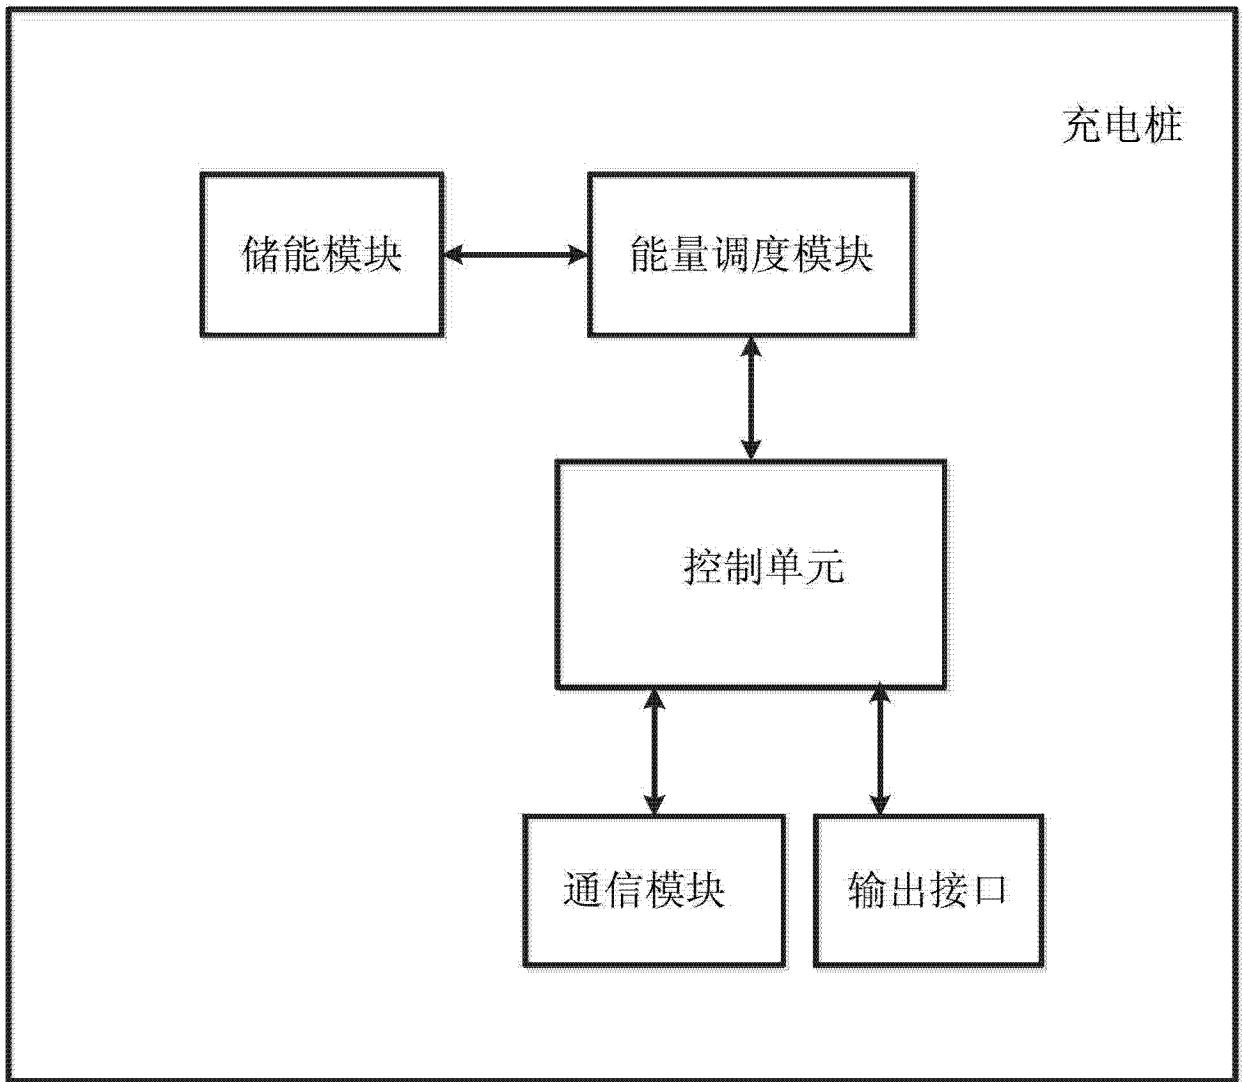 充电桩
储能模块
能量调度模块
控制单元
通信模块
输出接口